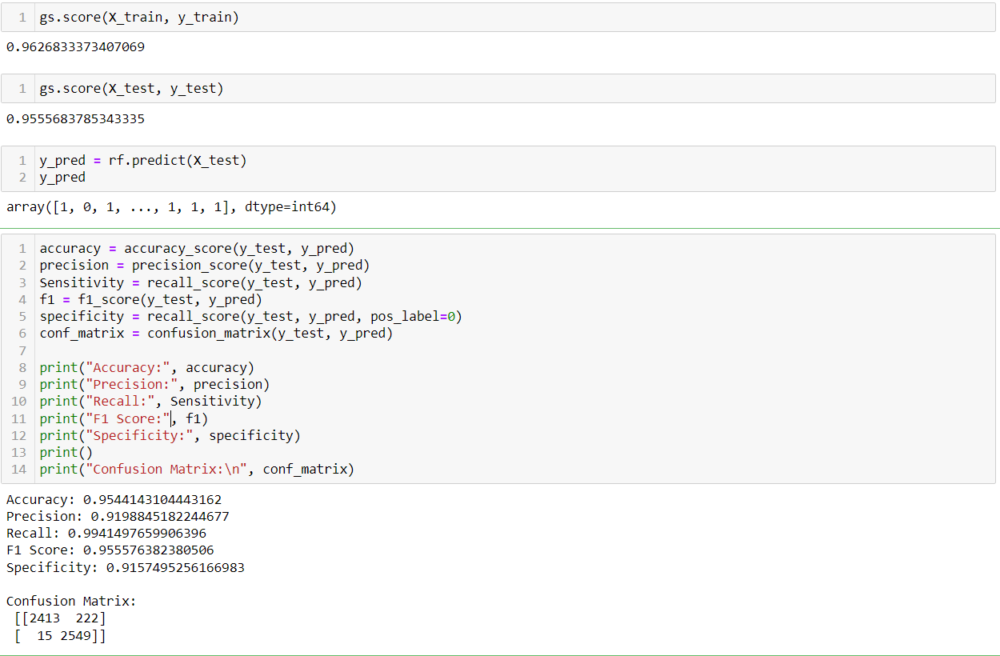 1 gs.score(X_train, y_train)
0.9626833373407069
1 gs.score(X_test, y_test)
0.9555683785343335
1 y_pred = rf.predict(X_test)
2 y_pred
array([1, 0, 1, ..., 1, 1, 1], dtype=int64)
1 accuracy = accuracy_score(y_test, y_pred)
2 precision = precision_score(y_test, y_pred)
3 Sensitivity = recall_score(y_test, y_pred)
4 f1 = f1_score(y_test, y_pred)
5 specificity = recall_score(y_test, y_pred, pos_label=0)
6 conf_matrix = confusion_matrix(y_test, y_pred)
7
8 print("Accuracy:", accuracy)
9 print("Precision:", precision)
10 print("Recall:", Sensitivity)
11 print("F1 Score:", f1)
12 print("Specificity:", specificity)
13 print()
14 print("Confusion Matrix:\n", conf_matrix)
Accuracy: 0.9544143104443162
Precision: 0.9198845182244677
Recall: 0.9941497659906396
F1 Score: 0.955576382380506
Specificity: 0.9157495256166983
Confusion Matrix:
[[2413  222]
[  15 2549]]